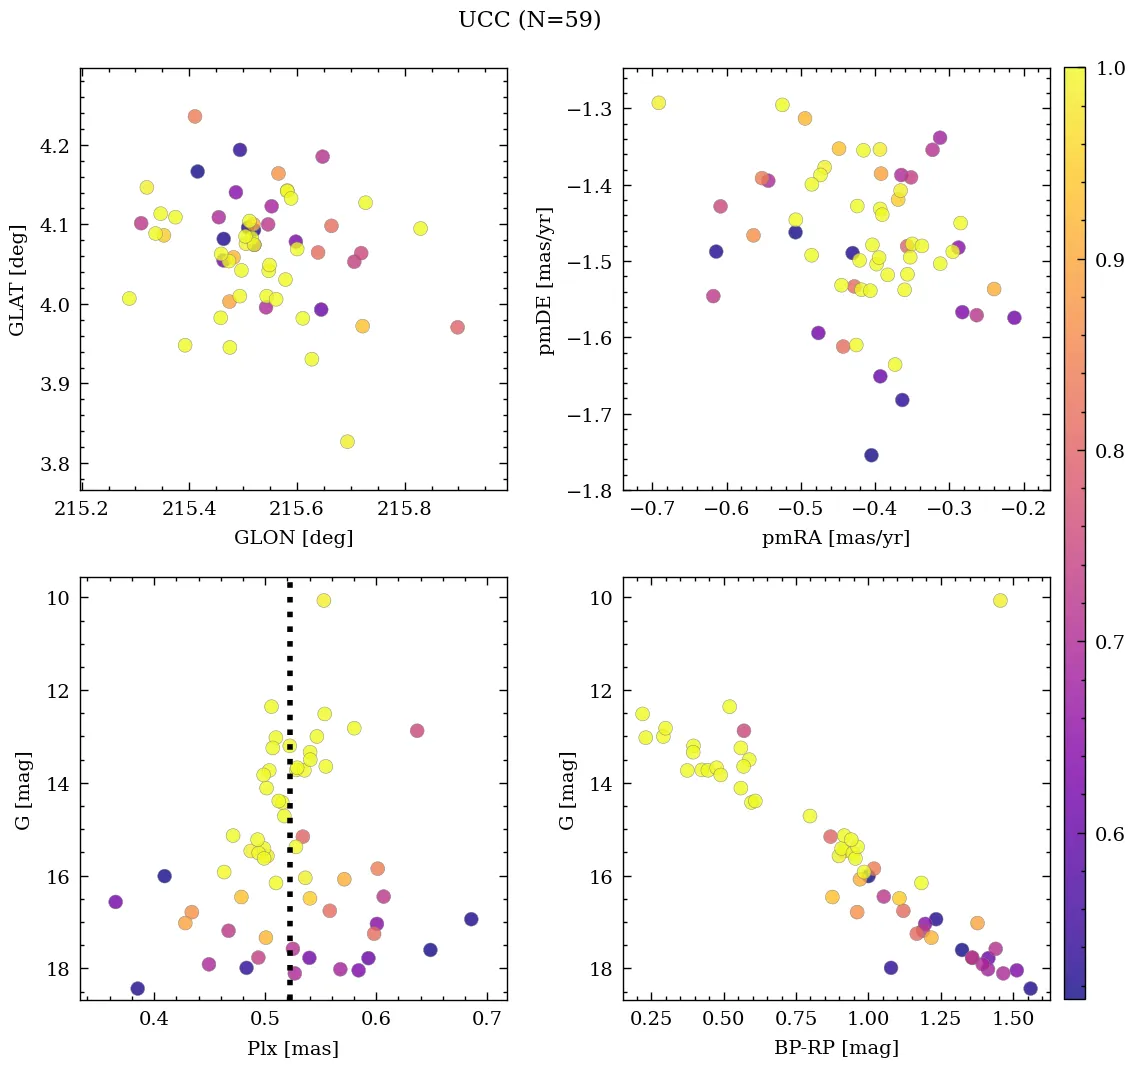 UCC (N=59)
4.2
4.1
4.0
3.9
3.8
GLAT [deg]
215.2 215.4 215.6 215.8
GLON [deg]
−1.3
−1.4
−1.5
−1.6
−1.7
−1.8
pmDE [mas/yr]
−0.7 −0.6 −0.5 −0.4 −0.3 −0.2
pmRA [mas/yr]
10
12
14
16
18
G [mag]
0.4 0.5 0.6 0.7
Plx [mas]
10
12
14
16
18
G [mag]
0.25 0.50 0.75 1.00 1.25 1.50
BP-RP [mag]
1.0
0.9
0.8
0.7
0.6